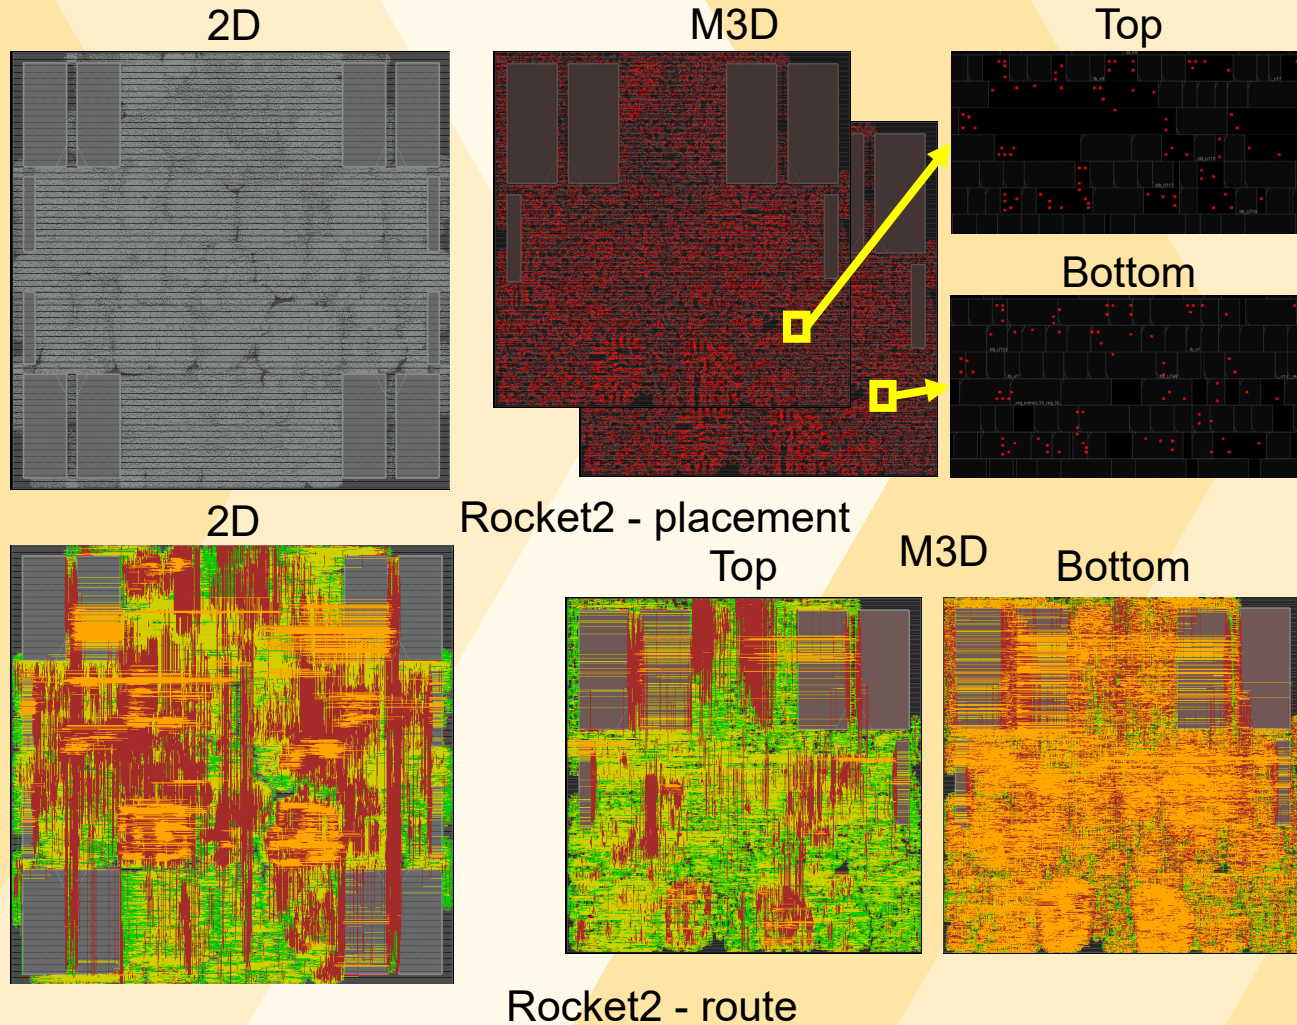 2D
M3D
Top
Bottom
Rocket2 - placement
2D
M3D
Top
Bottom
Rocket2 - route